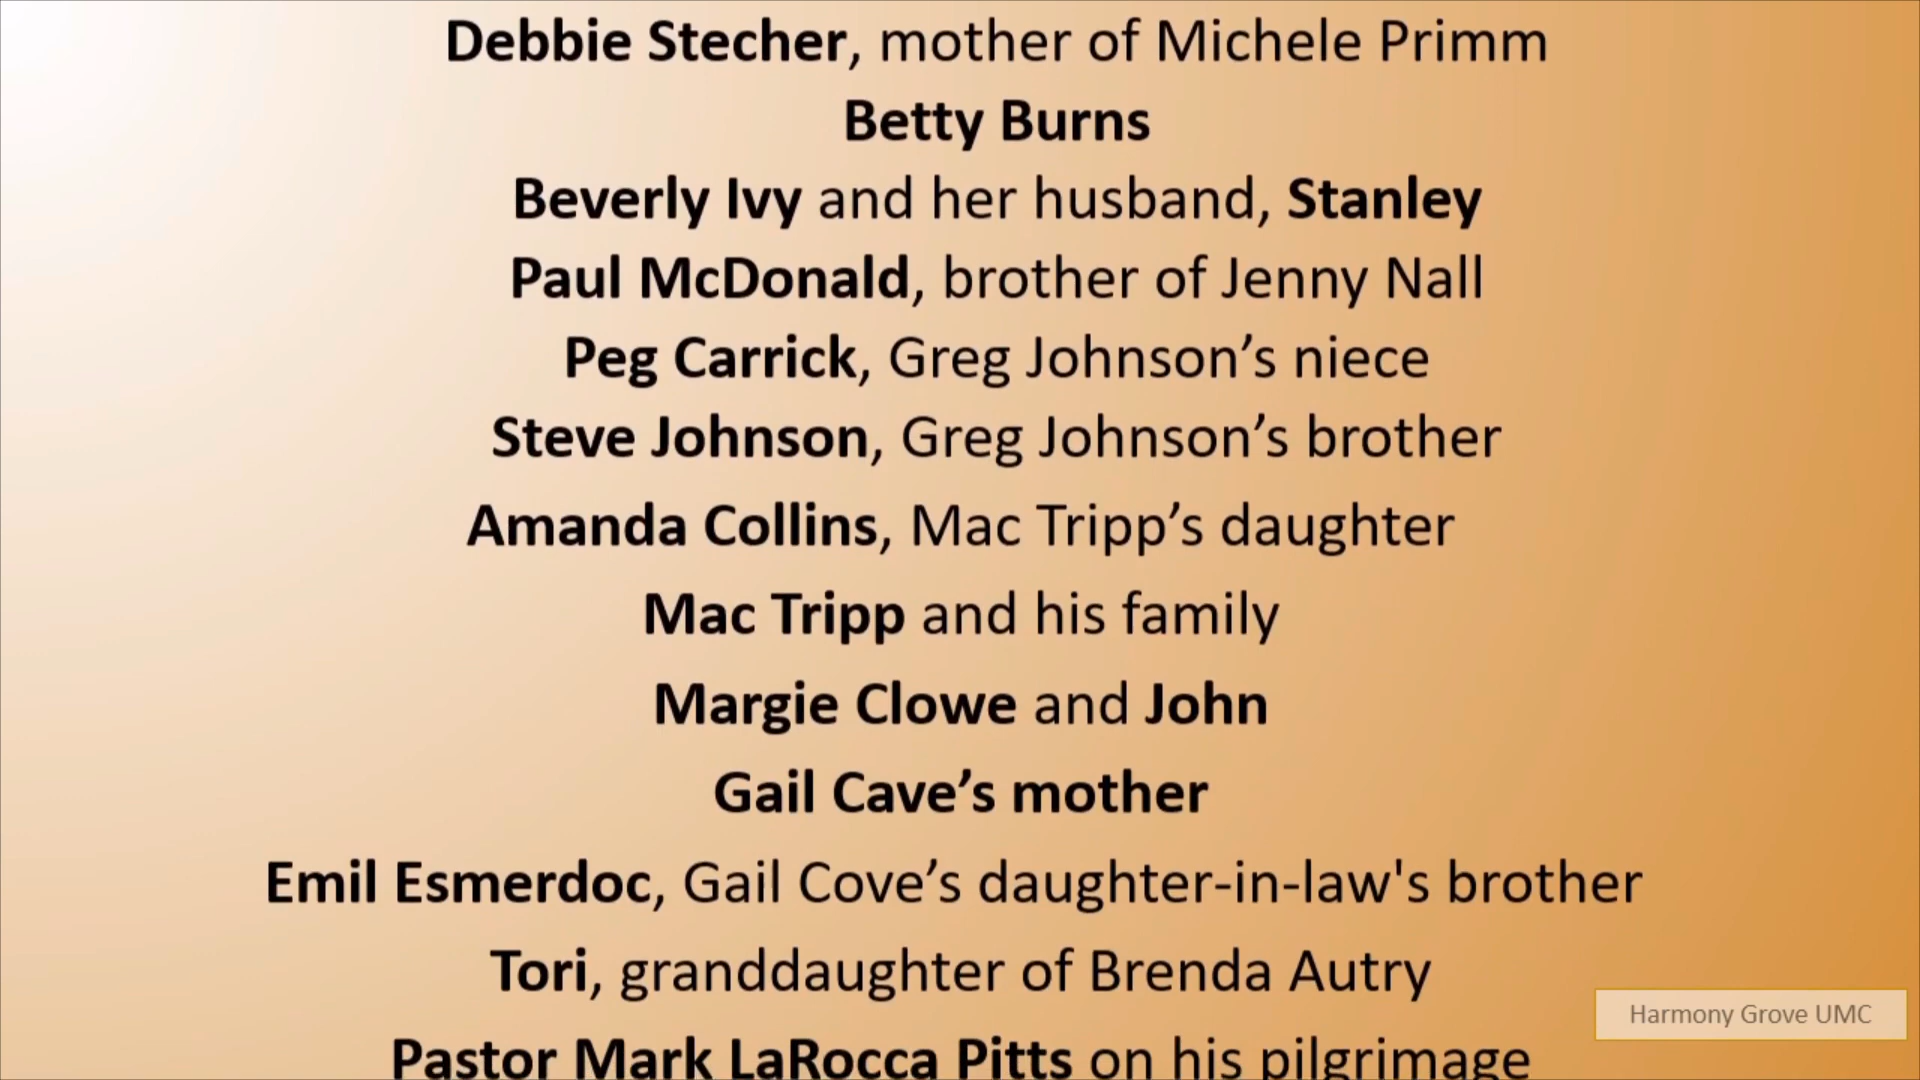 Debbie Stecher, mother of Michele Primm
Betty Burns
Beverly Ivy and her husband, Stanley
Paul McDonald, brother of Jenny Nall
Peg Carrick, Greg Johnson’s niece
Steve Johnson, Greg Johnson’s brother
Amanda Collins, Mac Tripp’s daughter
Mac Tripp and his family
Margie Clowe and John
Gail Cave’s mother
Emil Esmerdoc, Gail Cove’s daughter-in-law's brother
Tori, granddaughter of Brenda Autry
Harmony Grove UMC
Pastor Mark LaRocca Pitts on his pilgrimage